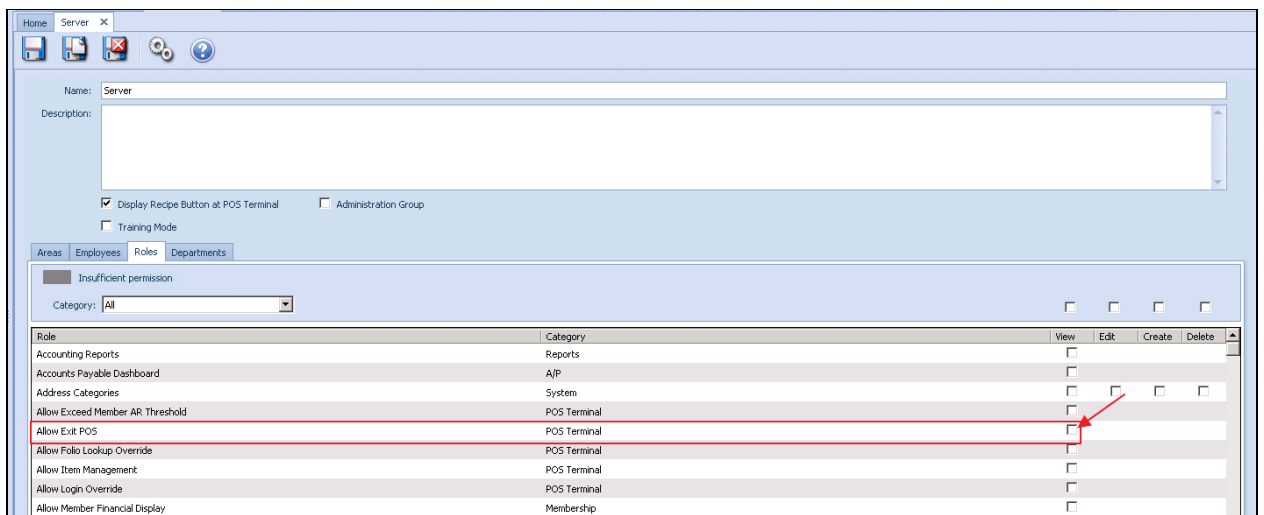 Home Server
Name: Server
Description:
Display Recipe Button at POS Terminal Administration Group
Training Mode
Areas Employees Roles Departments
Insufficient permission
Category: All
Role Category View Edit Create Delete
Accounting Reports Reports
Accounts Payable Dashboard A/P
Address Categories System
Allow Exceed Member AR Threshold POS Terminal
Allow Exit POS POS Terminal
Allow Folio Lookup Override POS Terminal
Allow Item Management POS Terminal
Allow Login Override POS Terminal
Allow Member Financial Display Membership